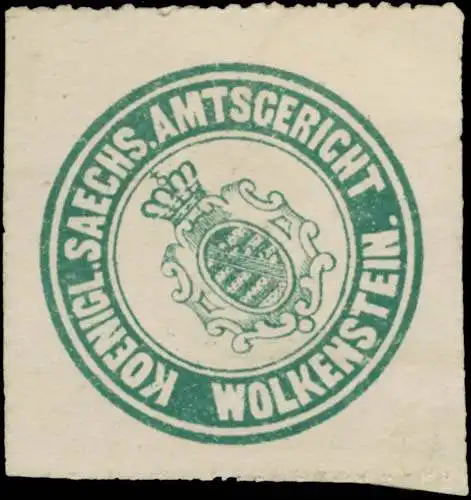 KOENIGL. SAECHS. AMTSGERICHT WOLKENSTEIN.